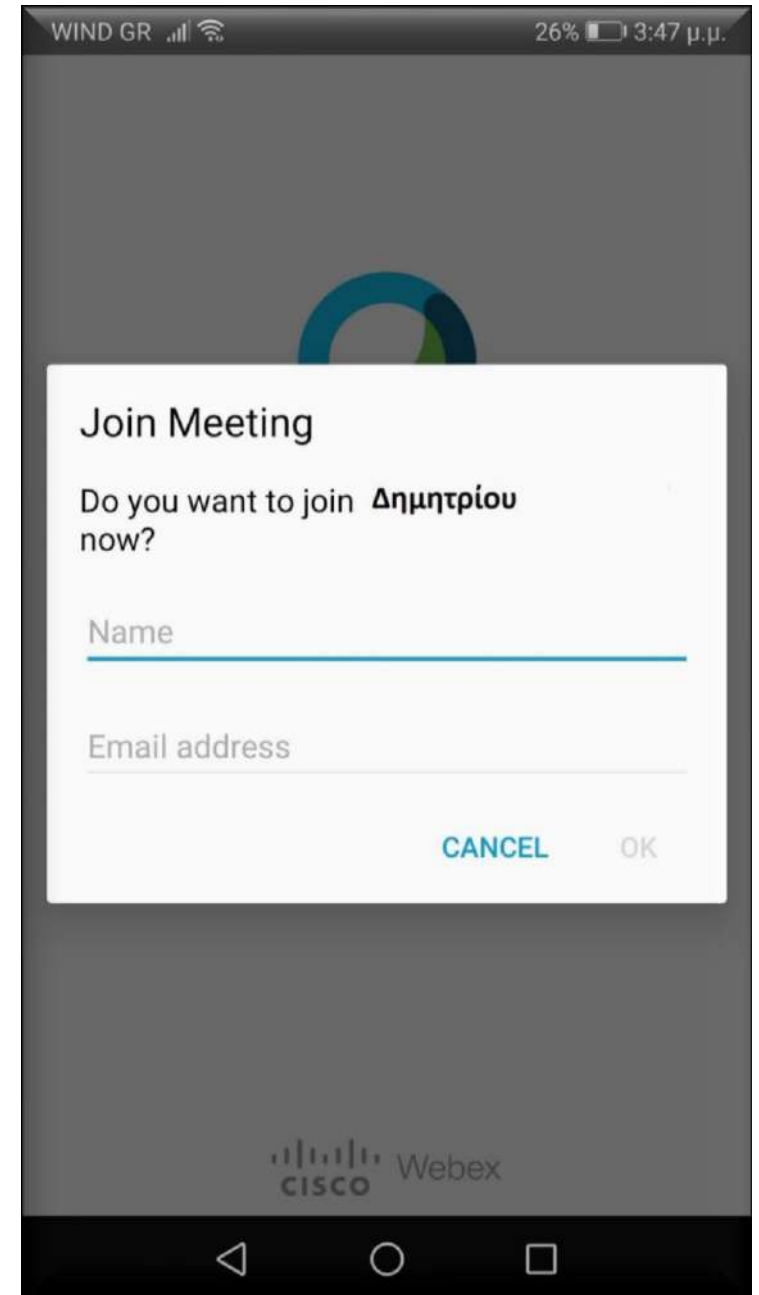 WIND GR 26% 3:47 μ.μ.
Join Meeting
Do you want to join Δημητρίου
now?
Name
Email address
CANCEL OK
CISCO Webex